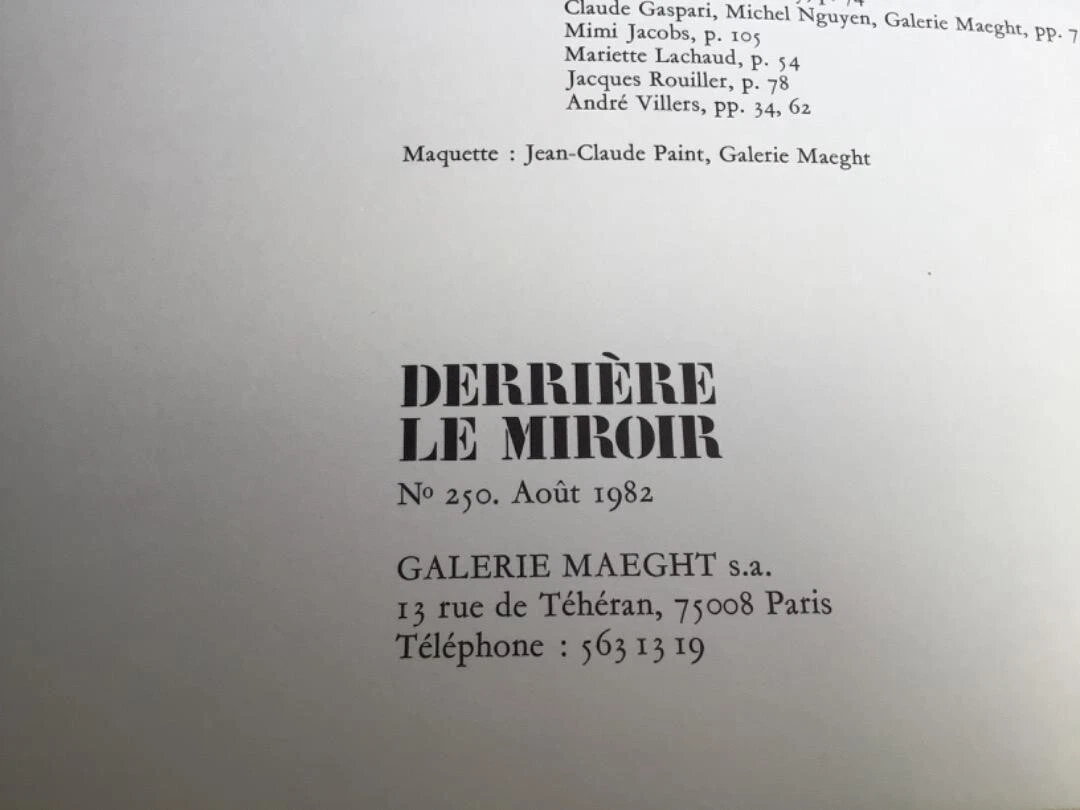 Claude Gaspari, Michel Nguyen, Galerie Maeght, pp. 7
Mimi Jacobs, p. 105
Mariette Lachaud, p. 54
Jacques Rouiller, p. 78
André Villers, pp. 34, 62
Maquette : Jean-Claude Paint, Galerie Maeght
DERRIÈRE
LE MIROIR
Nº 250. Août 1982
GALERIE MAEGHT s.a.
13 rue de Téhéran, 75008 Paris
Téléphone : 563 13 19